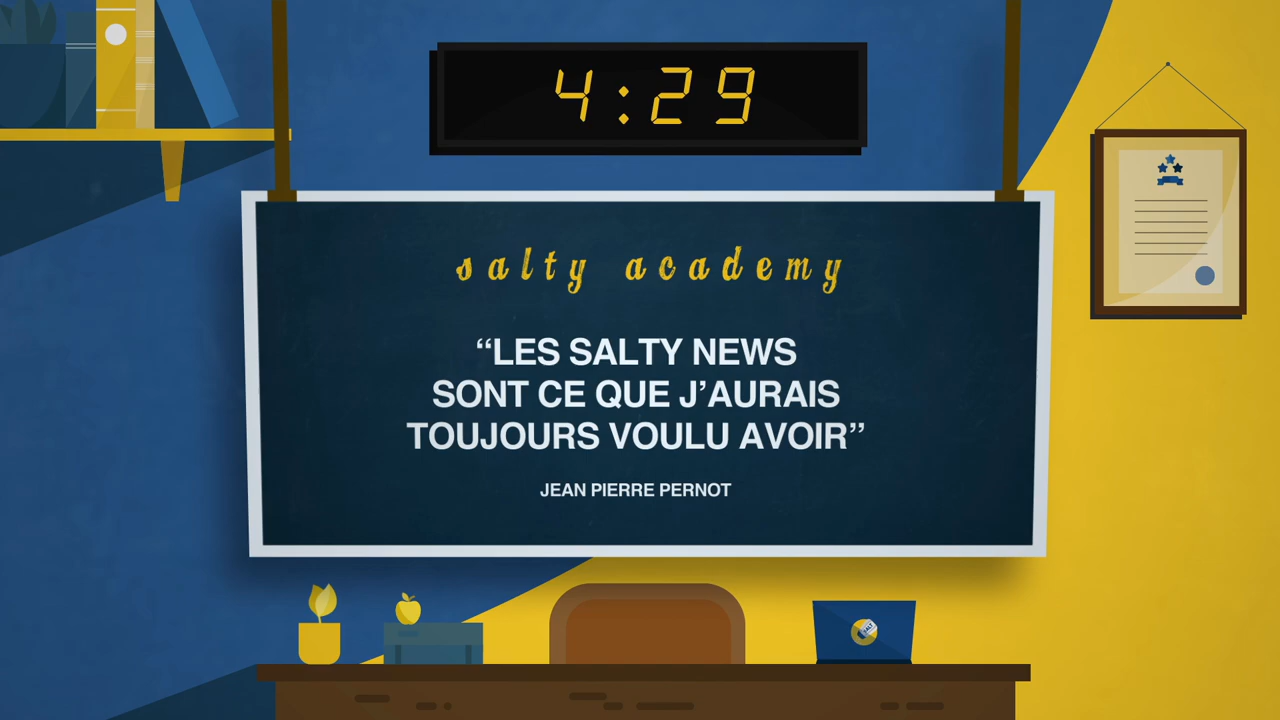 4:29
salty academy
“LES SALTY NEWS
SONT CE QUE J’AURAIS
TOUJOURS VOULU AVOIR”
JEAN PIERRE PERNOT